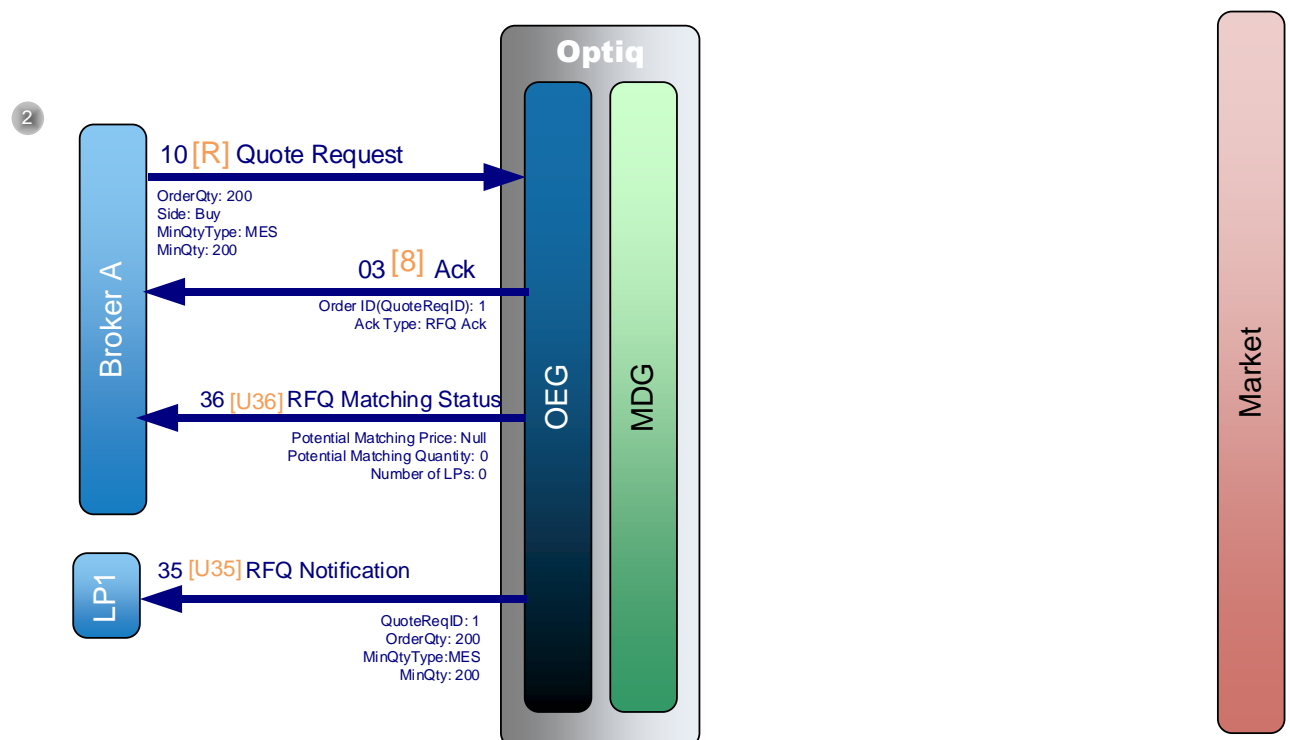 Optiq
2
10 [R] Quote Request
OrderQty: 200
Side: Buy
MinQtyType: MES
MinQty: 200
03 [8] Ack
Order ID(QuoteReqID): 1
Ack Type: RFQ Ack
36 [U36] RFQ Matching Status
Potential Matching Price: Null
Potential Matching Quantity: 0
Number of LPs: 0
Broker A
35 [U35] RFQ Notification
QuoteReqID: 1
OrderQty: 200
MinQtyType:MES
MinQty: 200
LP1
OEG
MDG
Market